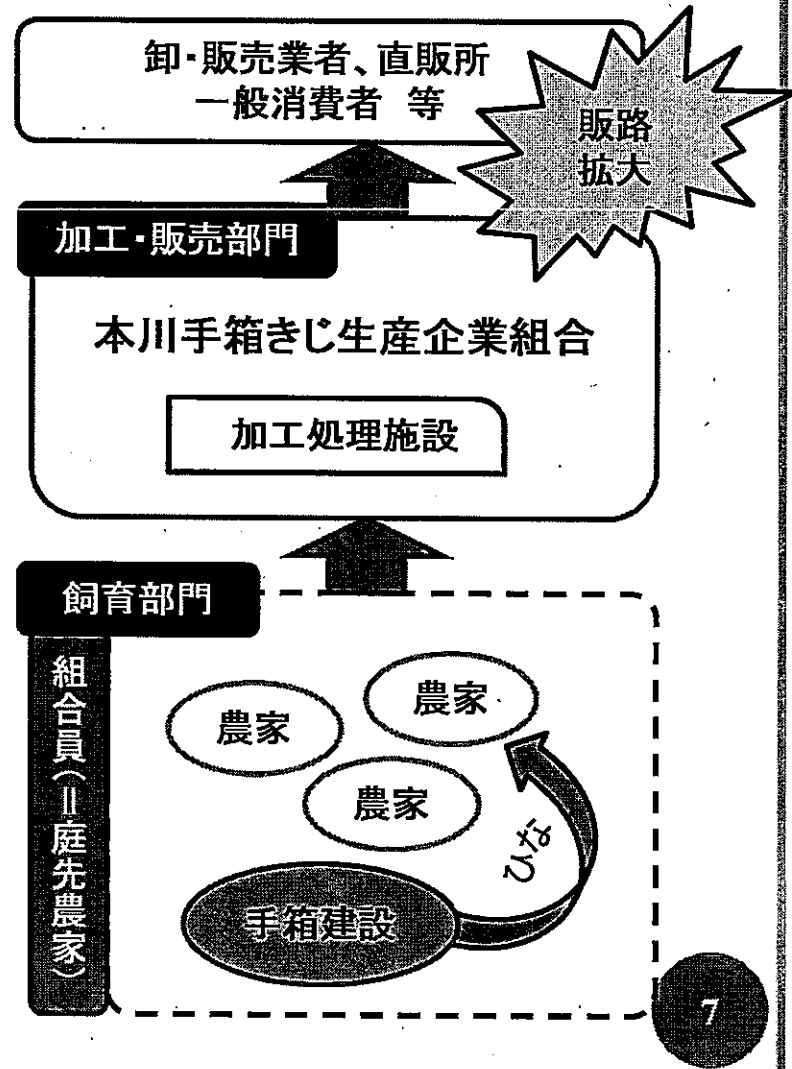 卸・販売業者、直販所
一般消費者 等
販路
拡大
加工・販売部門
本川手箱きじ生産企業組合
加工処理施設
飼育部門
組合員(=庭先農家)
農家
農家
農家
ひな
手箱建設
7